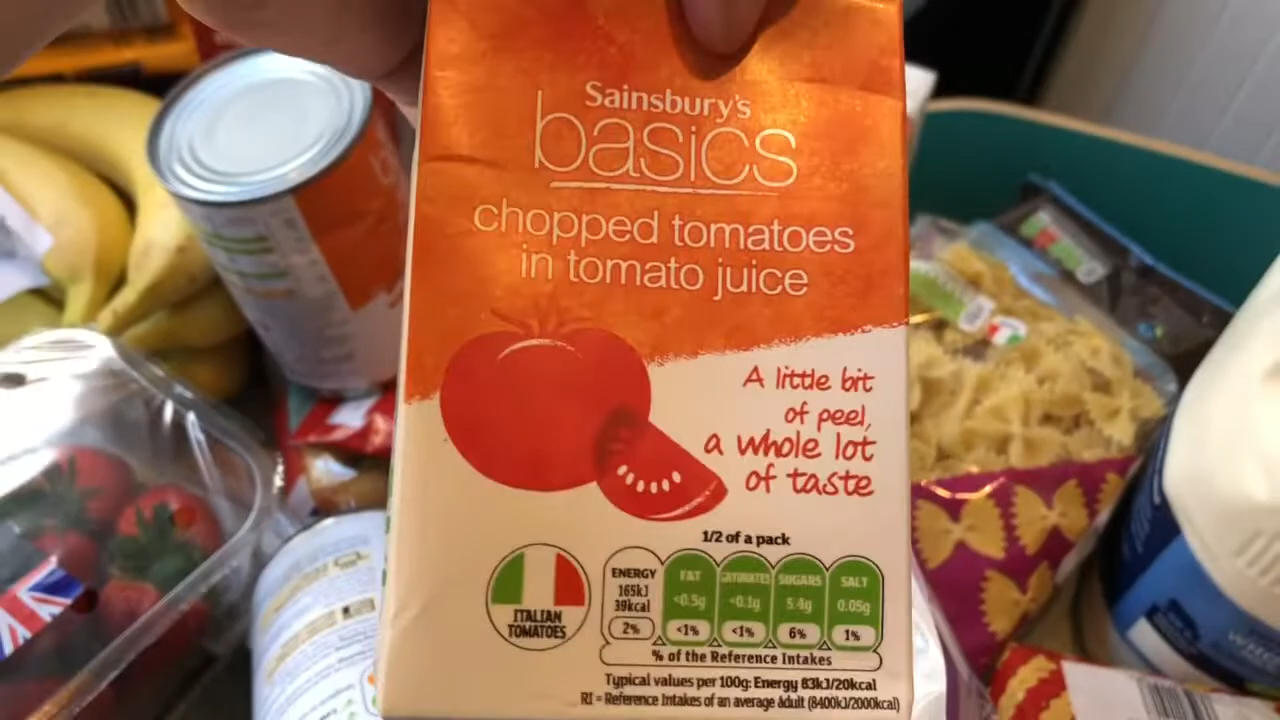 Sainsbury's
basics
chopped tomatoes
in tomato juice
A little bit
of peel,
a whole lot
of taste
1/2 of a pack
ITALIAN
TOMATOES
ENERGY
165kJ
39kcal
2%
FAT
<0.5g
<1%
SATURATES
<0.1g
<1%
SUGARS
5.4g
6%
SALT
0.05g
1%
% of the Reference Intakes
Typical values per 100g: Energy 83kJ/20kcal
RI = Reference Intakes of an average adult (8400kJ/2000kcal)